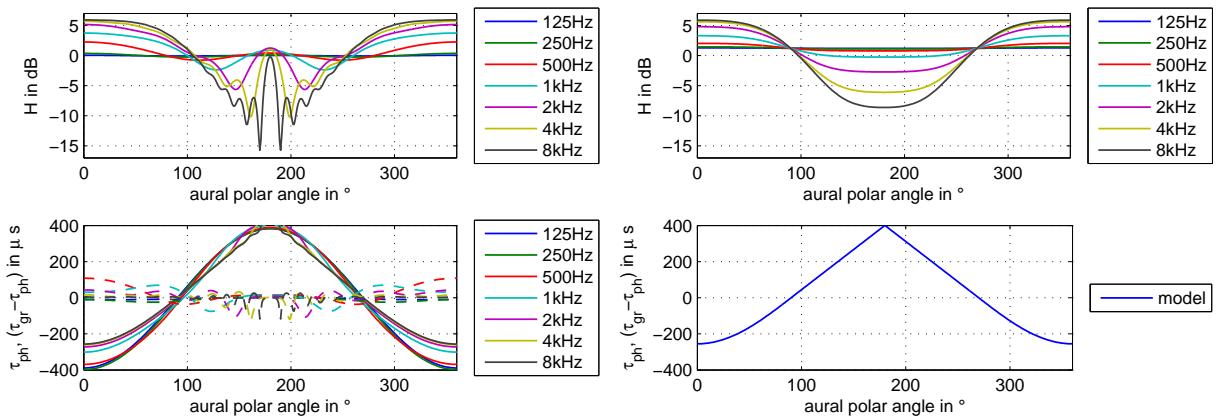 H in dB
5
0
−5
−10
−15
0
100
200
300
aural polar angle in °
125Hz
250Hz
500Hz
1kHz
2kHz
4kHz
8kHz
H in dB
5
0
−5
−10
−15
0
100
200
300
aural polar angle in °
125Hz
250Hz
500Hz
1kHz
2kHz
4kHz
8kHz
τph, (τgr−τph) in μ s
400
200
0
−200
−400
0
100
200
300
aural polar angle in °
125Hz
250Hz
500Hz
1kHz
2kHz
4kHz
8kHz
τph, (τgr−τph) in μ s
400
200
0
−200
−400
0
100
200
300
aural polar angle in °
model